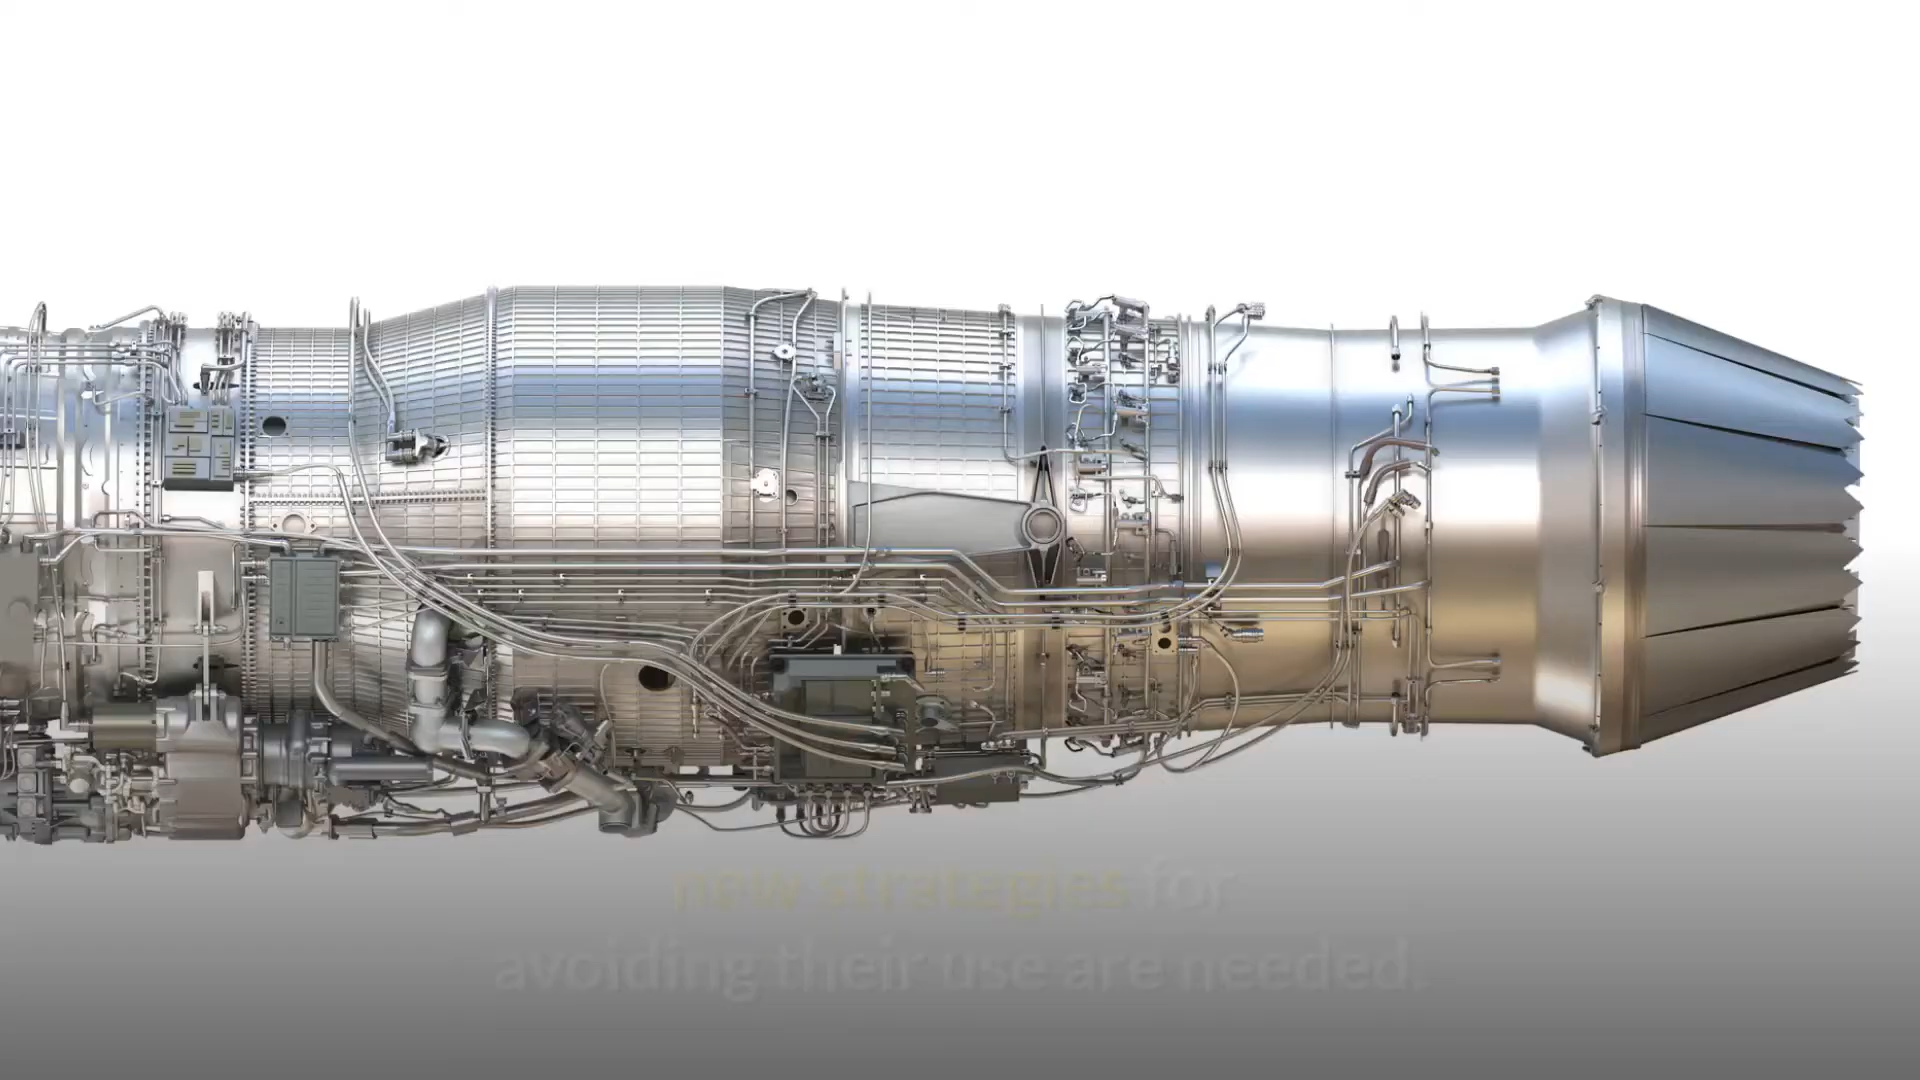 new strategies for
avoiding their use are needed.